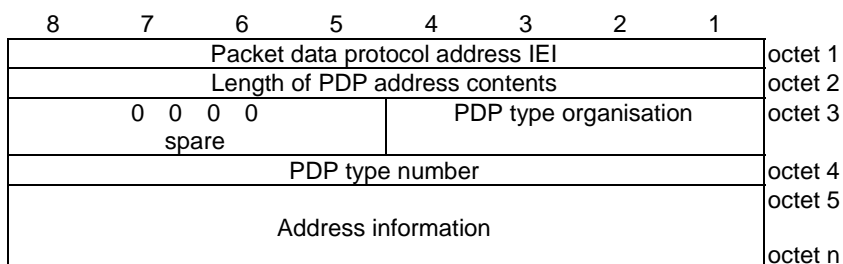 8 7 6 5 4 3 2 1
Packet data protocol address IEI octet 1
Length of PDP address contents octet 2
0 0 0 0 PDP type organisation octet 3
spare
PDP type number octet 4
octet 5
Address information
octet n